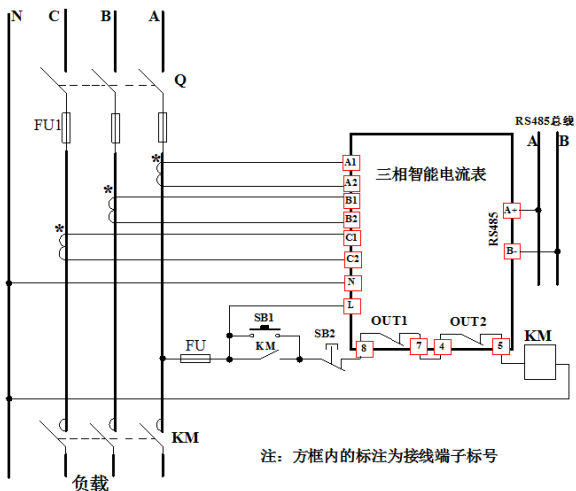 N C B A
Q
FU1
*
*
*
RS485总线
A B
三相智能电流表
A1
A2
B1
B2
C1
C2
N
L
RS485
A+
B-
SB1
KM
FU
SB2
OUT1
OUT2
8
7
4
5
KM
KM
负载
注：方框内的标注为接线端子标号